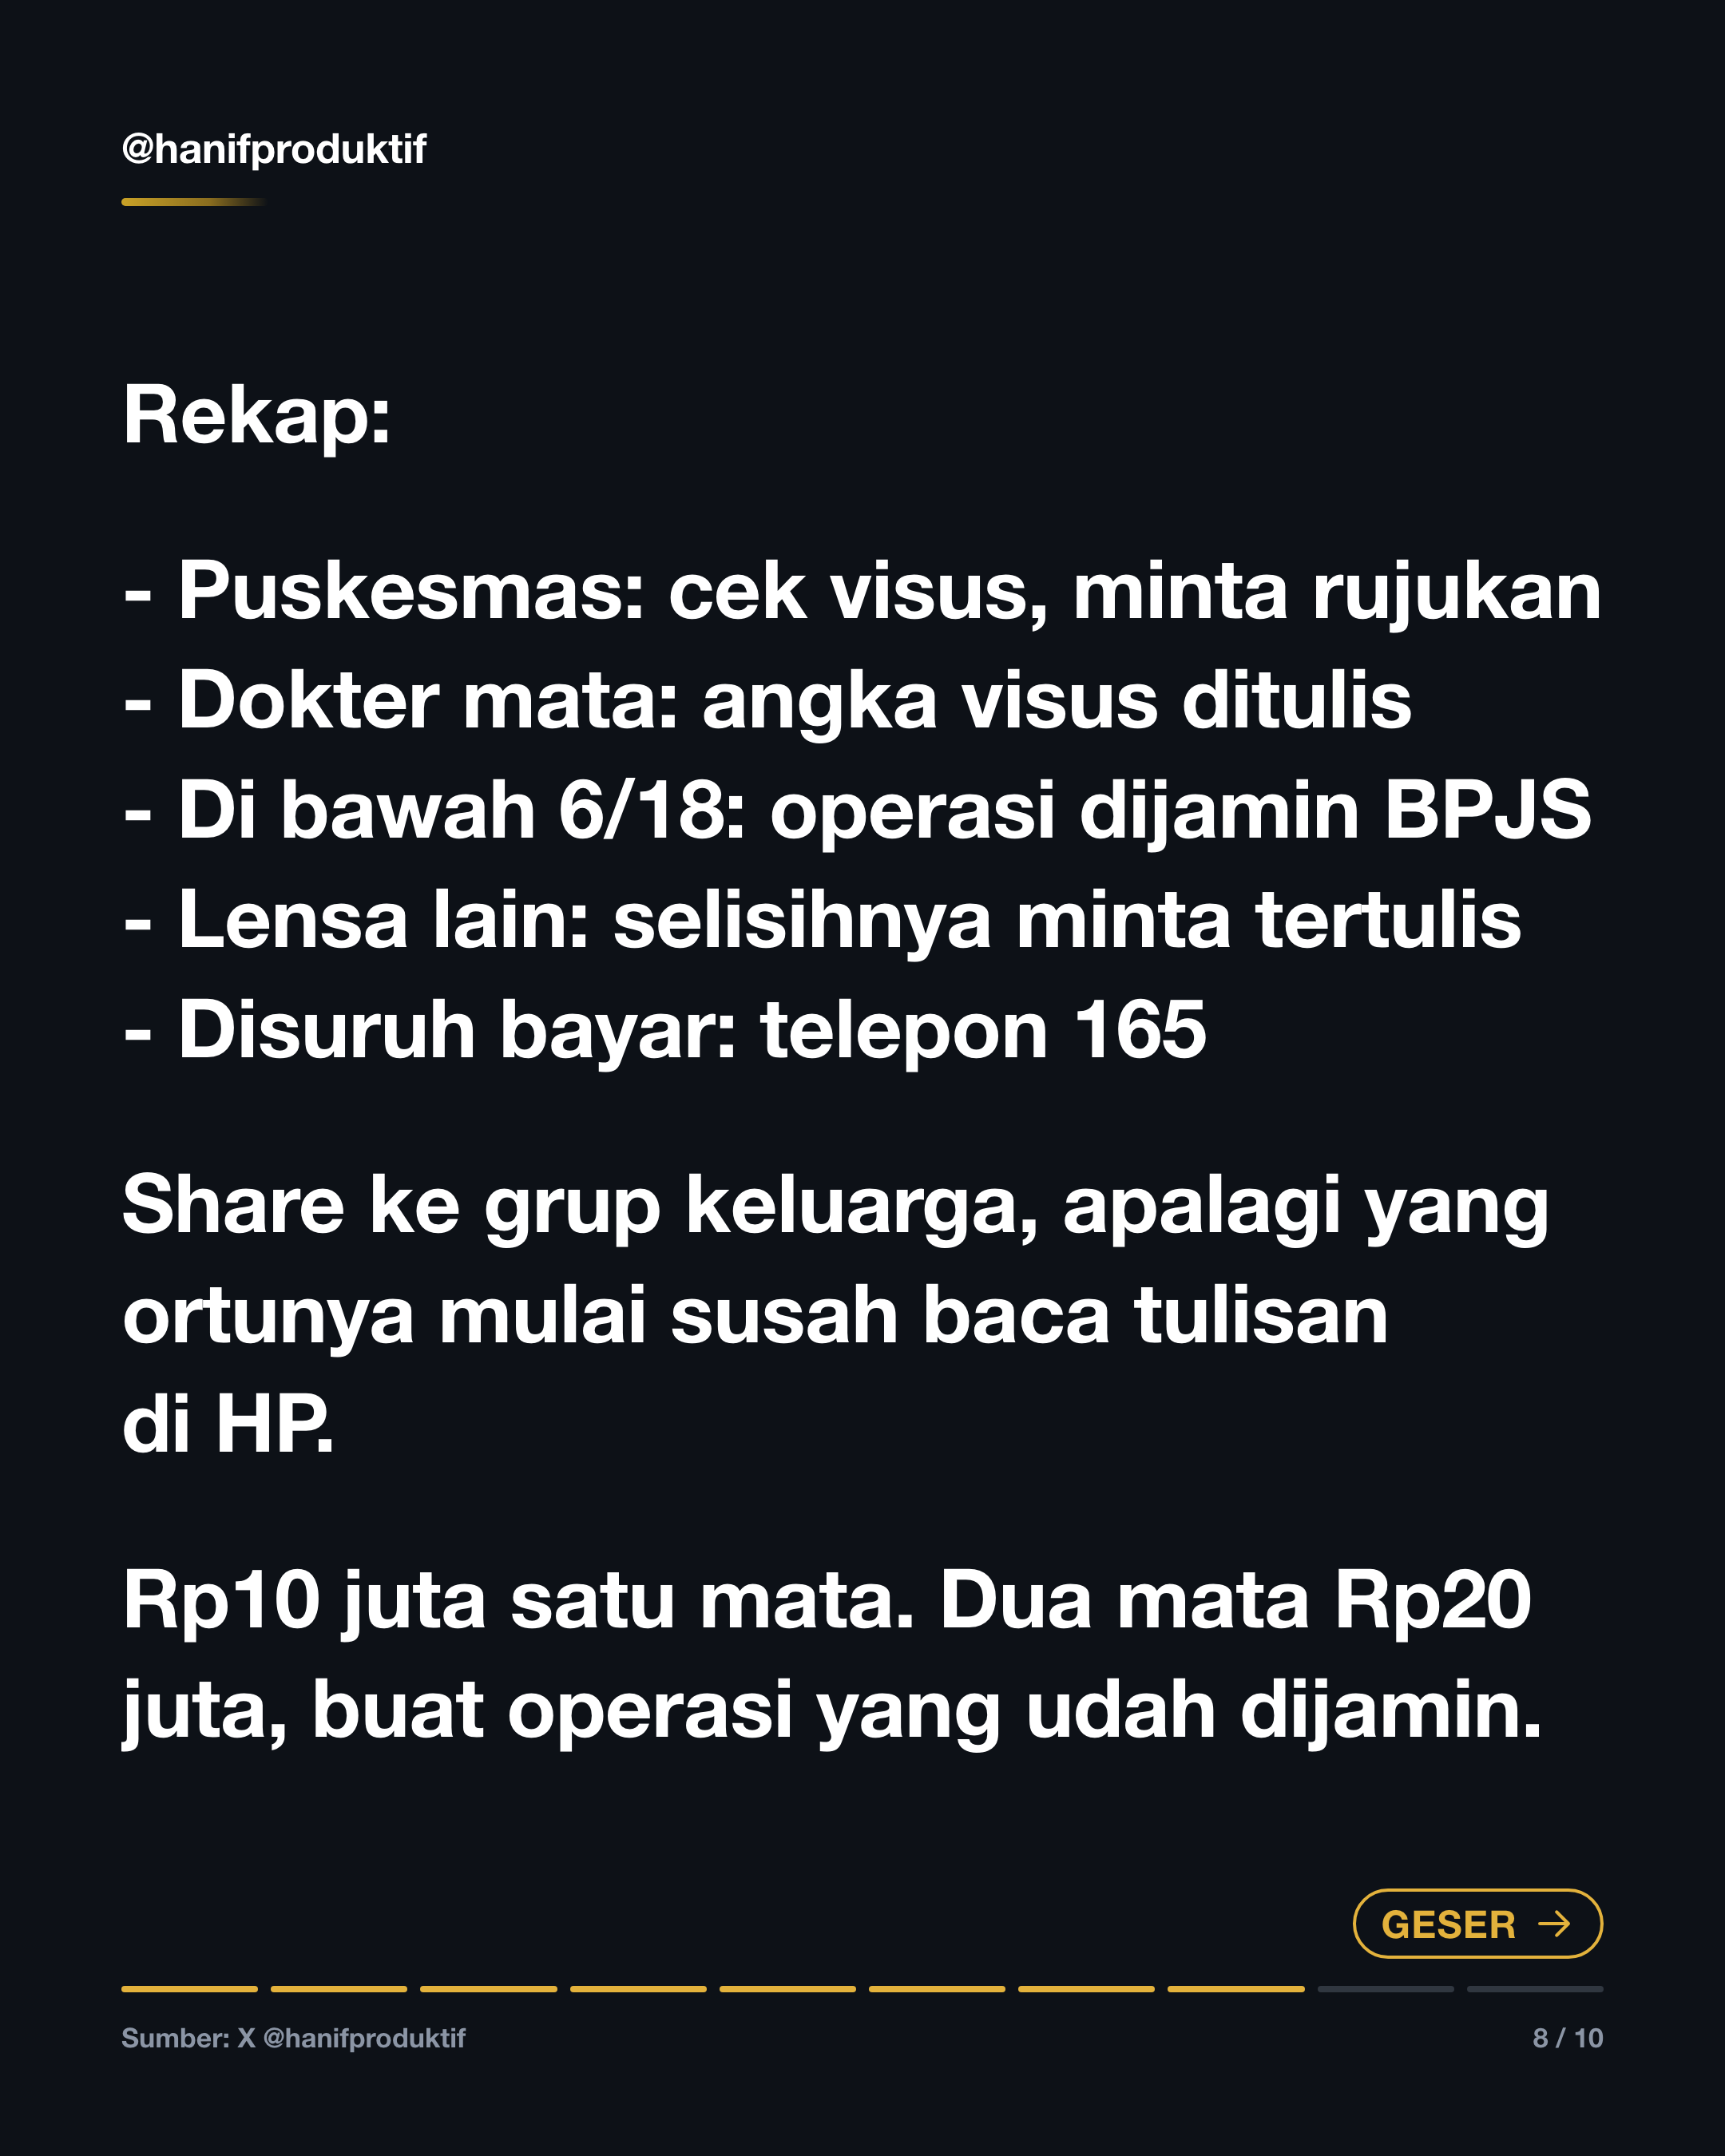 @hanifproduktif
Rekap:
- Puskesmas: cek visus, minta rujukan
- Dokter mata: angka visus ditulis
- Di bawah 6/18: operasi dijamin BPJS
- Lensa lain: selisihnya minta tertulis
- Disuruh bayar: telepon 165
Share ke grup keluarga, apalagi yang
ortunya mulai susah baca tulisan
di HP.
Rp10 juta satu mata. Dua mata Rp20
juta, buat operasi yang udah dijamin.
GESER →
Sumber: X @hanifproduktif
8 / 10